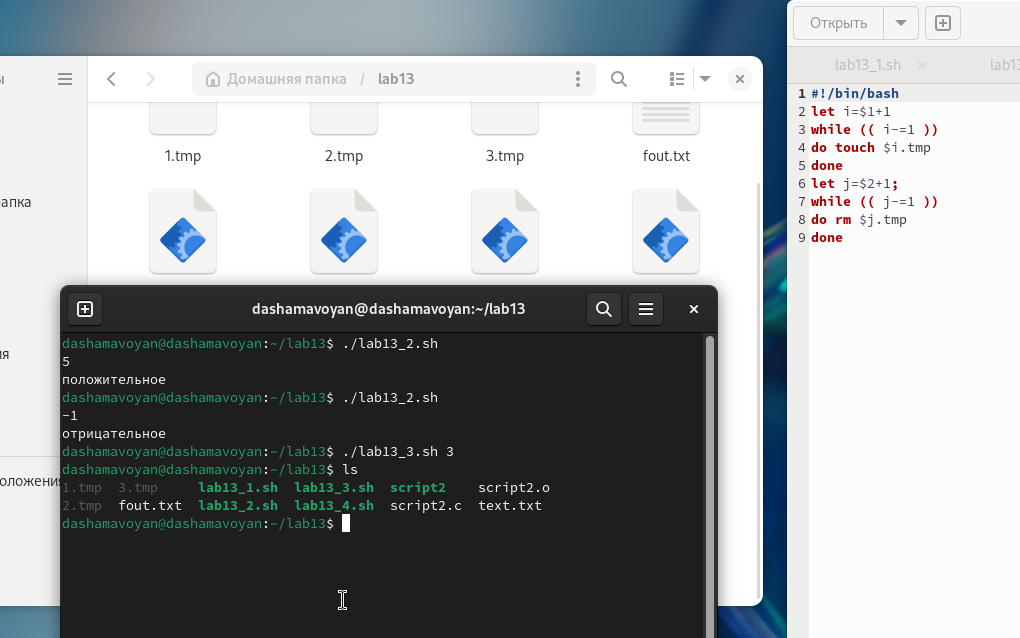 Открыть
lab13_1.sh
lab13
Домашняя папка / lab13
1.tmp
2.tmp
3.tmp
fout.txt
апка
ия
оложения
dashamavoyan@dashamavoyan:~/lab13
dashamavoyan@dashamavoyan:~/lab13$ ./lab13_2.sh
5
положительное
dashamavoyan@dashamavoyan:~/lab13$ ./lab13_2.sh
-1
отрицательное
dashamavoyan@dashamavoyan:~/lab13$ ./lab13_3.sh 3
dashamavoyan@dashamavoyan:~/lab13$ ls
1.tmp 3.tmp lab13_1.sh lab13_3.sh script2 script2.o
2.tmp fout.txt lab13_2.sh lab13_4.sh script2.c text.txt
dashamavoyan@dashamavoyan:~/lab13$
1 #!/bin/bash
2 let i=$1+1
3 while (( i-=1 ))
4 do touch $i.tmp
5 done
6 let j=$2+1;
7 while (( j-=1 ))
8 do rm $j.tmp
9 done